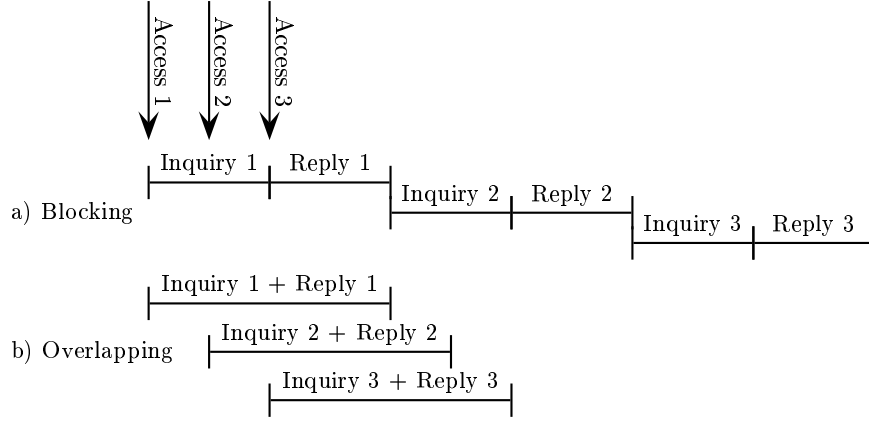 Access 1
Access 2
Access 3
Inquiry 1
Reply 1
Inquiry 2
Reply 2
a) Blocking
Inquiry 3
Reply 3
Inquiry 1 + Reply 1
Inquiry 2 + Reply 2
b) Overlapping
Inquiry 3 + Reply 3